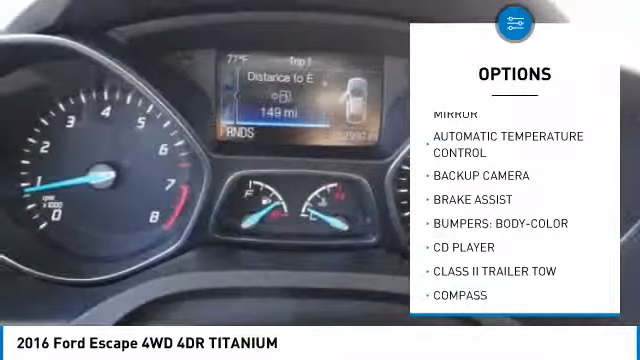 77°F Trip 1
Distance to E
149 mi
RNDS
0 1 2 3 4 5 6 7 8
rpm
x1000
F
C
OPTIONS
MIRROR
AUTOMATIC TEMPERATURE
CONTROL
BACKUP CAMERA
BRAKE ASSIST
BUMPERS: BODY-COLOR
CD PLAYER
CLASS II TRAILER TOW
COMPASS
2016 Ford Escape 4WD 4DR TITANIUM